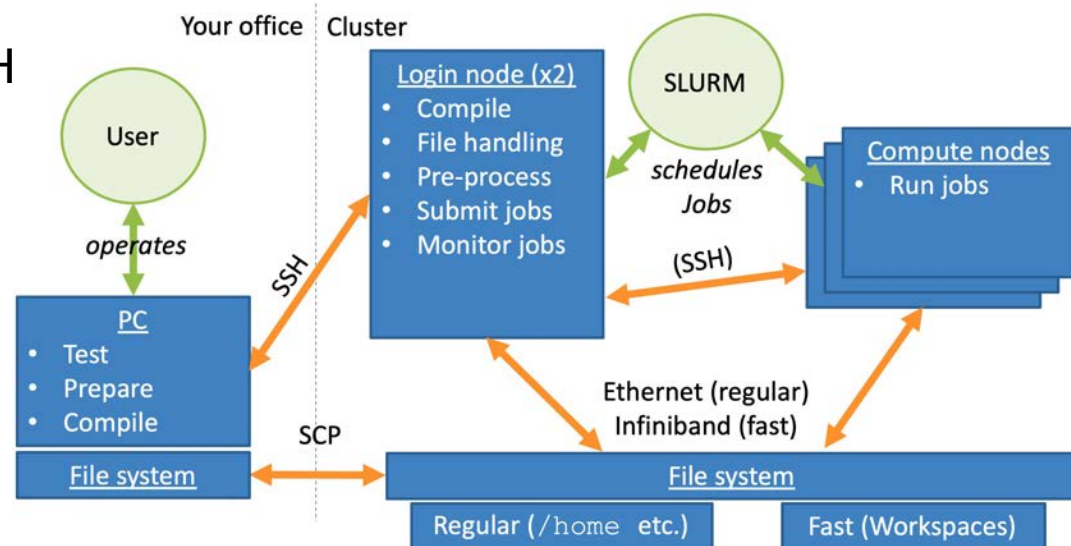 Your office
Cluster
H
User
operates
PC
• Test
• Prepare
• Compile
File system
SSH
SCP
Login node (x2)
• Compile
• File handling
• Pre-process
• Submit jobs
• Monitor jobs
SLURM
schedules
Jobs
(SSH)
Compute nodes
• Run jobs
Ethernet (regular)
Infiniband (fast)
File system
Regular (/home etc.)
Fast (Workspaces)